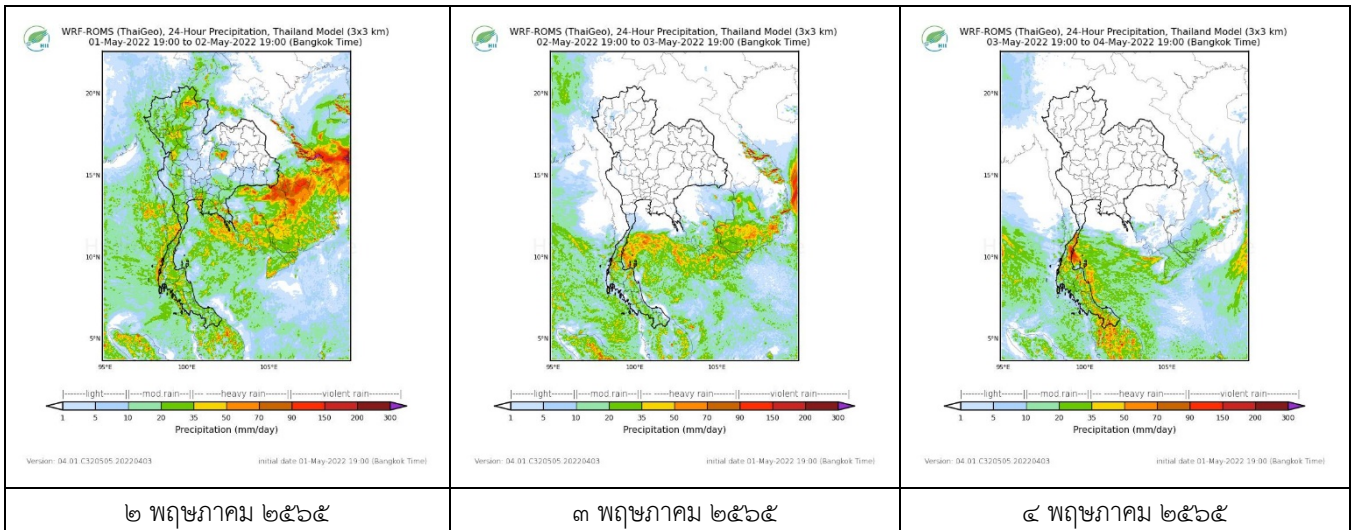 WRF-ROMS (ThaiGeo), 24-Hour Precipitation, Thailand Model (3x3 km)
01-May-2022 19:00 to 02-May-2022 19:00 (Bangkok Time)
20°N
15°N
10°N
5°N
95°E 100°E 105°E
|-------light-------||---mod.rain---||--- -------heavy rain ----||-------violent rain--------|
1 5 10 20 35 50 70 90 150 200 300
Precipitation (mm/day)
Version: 04.01.C320505.20220403 initial date 01-May-2022 19:00 (Bangkok Time)
๒ พฤษภาคม ๒๕๖๕
WRF-ROMS (ThaiGeo), 24-Hour Precipitation, Thailand Model (3x3 km)
02-May-2022 19:00 to 03-May-2022 19:00 (Bangkok Time)
20°N
15°N
10°N
5°N
95°E 100°E 105°E
|-------light-------||---mod.rain---||--- -------heavy rain ----||-------violent rain--------|
1 5 10 20 35 50 70 90 150 200 300
Precipitation (mm/day)
Version: 04.01.C320505.20220403 initial date 01-May-2022 19:00 (Bangkok Time)
๓ พฤษภาคม ๒๕๖๕
WRF-ROMS (ThaiGeo), 24-Hour Precipitation, Thailand Model (3x3 km)
03-May-2022 19:00 to 04-May-2022 19:00 (Bangkok Time)
20°N
15°N
10°N
5°N
95°E 100°E 105°E
|-------light-------||---mod.rain---||--- -------heavy rain ----||-------violent rain--------|
1 5 10 20 35 50 70 90 150 200 300
Precipitation (mm/day)
Version: 04.01.C320505.20220403 initial date 01-May-2022 19:00 (Bangkok Time)
๔ พฤษภาคม ๒๕๖๕